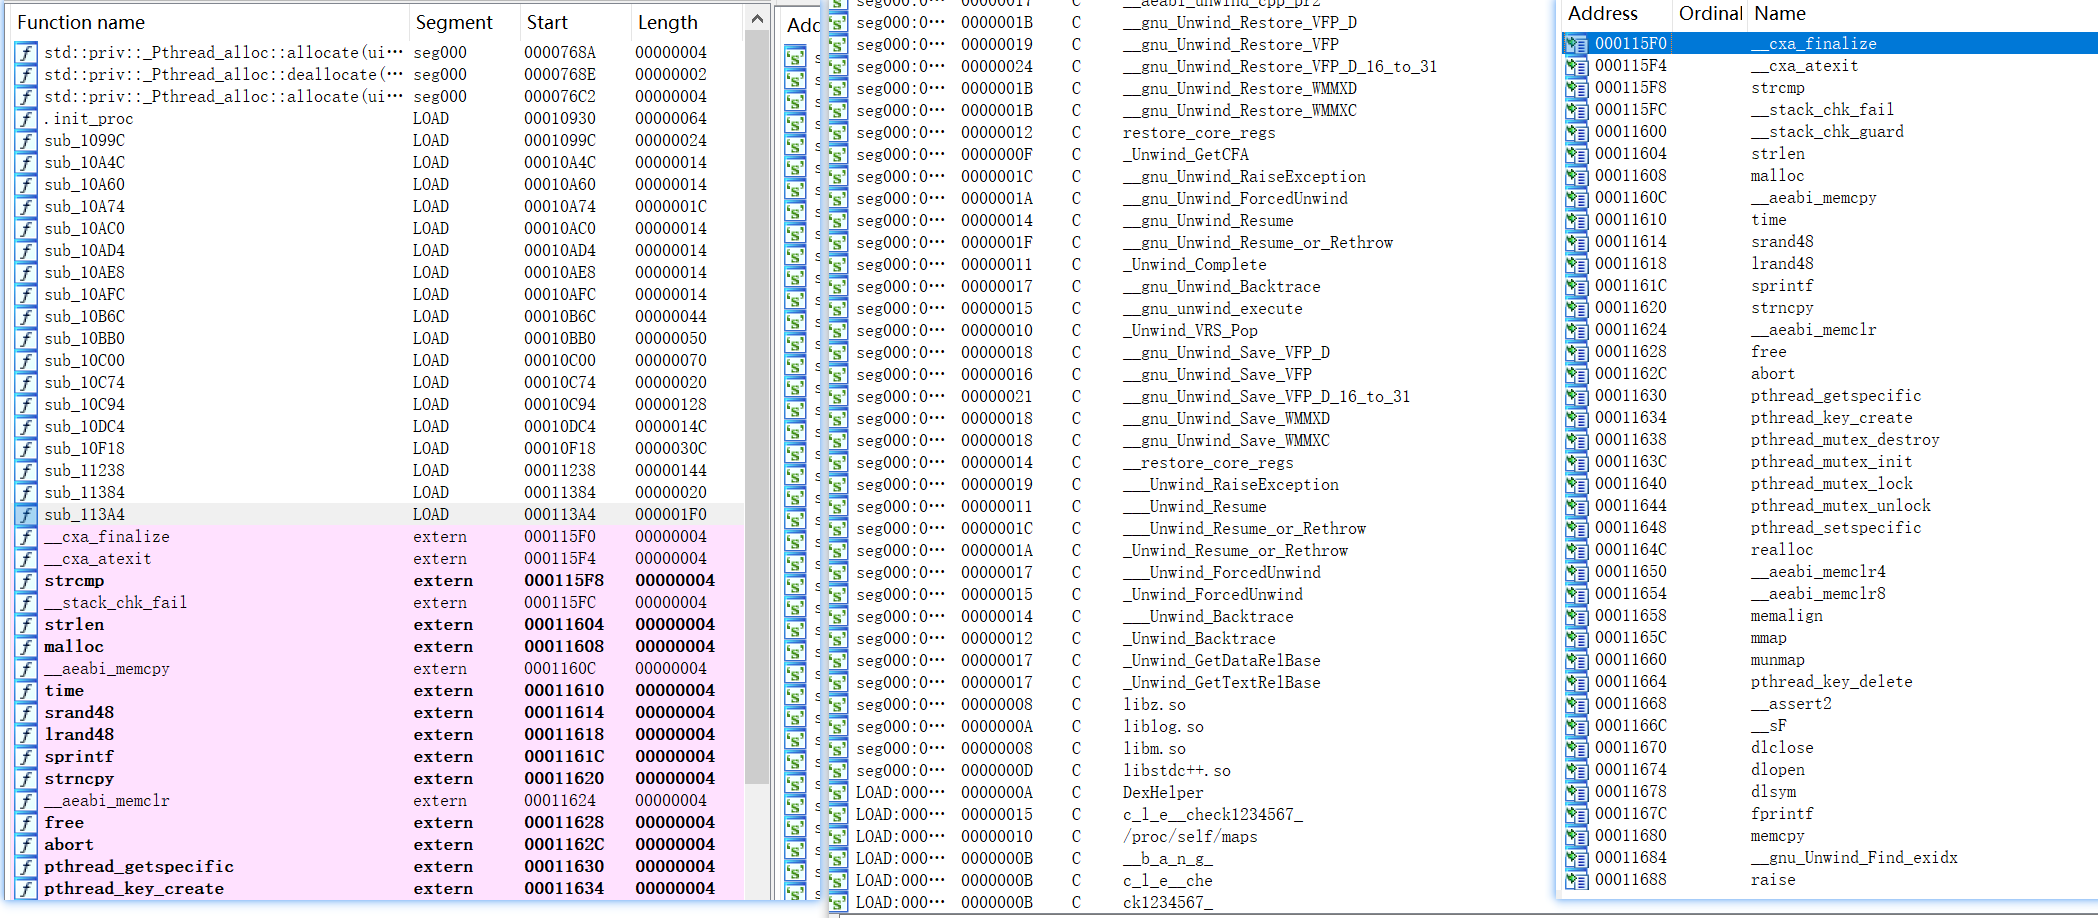 Function name Segment Start Length
std::priv::_Pthread_alloc::allocate(ui… seg000 0000768A 00000004
std::priv::_Pthread_alloc::deallocate(… seg000 0000768E 00000002
std::priv::_Pthread_alloc::allocate(ui… seg000 000076C2 00000004
.init_proc LOAD 00010930 00000064
sub_1099C LOAD 0001099C 00000024
sub_10A4C LOAD 00010A4C 00000014
sub_10A60 LOAD 00010A60 00000014
sub_10A74 LOAD 00010A74 0000001C
sub_10AC0 LOAD 00010AC0 00000014
sub_10AD4 LOAD 00010AD4 00000014
sub_10AE8 LOAD 00010AE8 00000014
sub_10AFC LOAD 00010AFC 00000014
sub_10B6C LOAD 00010B6C 00000044
sub_10BB0 LOAD 00010BB0 00000050
sub_10C00 LOAD 00010C00 00000070
sub_10C74 LOAD 00010C74 00000020
sub_10C94 LOAD 00010C94 00000128
sub_10DC4 LOAD 00010DC4 0000014C
sub_10F18 LOAD 00010F18 0000030C
sub_11238 LOAD 00011238 00000144
sub_11384 LOAD 00011384 00000020
sub_113A4 LOAD 000113A4 000001F0
__cxa_finalize extern 000115F0 00000004
__cxa_atexit extern 000115F4 00000004
strcmp extern 000115F8 00000004
__stack_chk_fail extern 000115FC 00000004
strlen extern 00011604 00000004
malloc extern 00011608 00000004
__aeabi_memcpy extern 0001160C 00000004
time extern 00011610 00000004
srand48 extern 00011614 00000004
lrand48 extern 00011618 00000004
sprintf extern 0001161C 00000004
strncpy extern 00011620 00000004
__aeabi_memclr extern 00011624 00000004
free extern 00011628 00000004
abort extern 0001162C 00000004
pthread_getspecific extern 00011630 00000004
pthread_key_create extern 00011634 00000004
Add
seg000:0… 00000017 C __aeabi_unwind_cpp_pr2
seg000:0… 0000001B C __gnu_Unwind_Restore_VFP_D
seg000:0… 00000019 C __gnu_Unwind_Restore_VFP
seg000:0… 00000024 C __gnu_Unwind_Restore_VFP_D_16_to_31
seg000:0… 0000001B C __gnu_Unwind_Restore_WMMXD
seg000:0… 0000001B C __gnu_Unwind_Restore_WMMXC
seg000:0… 00000012 C restore_core_regs
seg000:0… 0000000F C _Unwind_GetCFA
seg000:0… 0000001C C __gnu_Unwind_RaiseException
seg000:0… 0000001A C __gnu_Unwind_ForcedUnwind
seg000:0… 00000014 C __gnu_Unwind_Resume
seg000:0… 0000001F C __gnu_Unwind_Resume_or_Rethrow
seg000:0… 00000011 C _Unwind_Complete
seg000:0… 00000017 C __gnu_Unwind_Backtrace
seg000:0… 00000015 C __gnu_unwind_execute
seg000:0… 00000010 C _Unwind_VRS_Pop
seg000:0… 00000018 C __gnu_Unwind_Save_VFP_D
seg000:0… 00000016 C __gnu_Unwind_Save_VFP
seg000:0… 00000021 C __gnu_Unwind_Save_VFP_D_16_to_31
seg000:0… 00000018 C __gnu_Unwind_Save_WMMXD
seg000:0… 00000018 C __gnu_Unwind_Save_WMMXC
seg000:0… 00000014 C __restore_core_regs
seg000:0… 00000019 C ___Unwind_RaiseException
seg000:0… 00000011 C ___Unwind_Resume
seg000:0… 0000001C C ___Unwind_Resume_or_Rethrow
seg000:0… 0000001A C _Unwind_Resume_or_Rethrow
seg000:0… 00000017 C ___Unwind_ForcedUnwind
seg000:0… 00000015 C _Unwind_ForcedUnwind
seg000:0… 00000014 C ___Unwind_Backtrace
seg000:0… 00000012 C _Unwind_Backtrace
seg000:0… 00000017 C _Unwind_GetDataRelBase
seg000:0… 00000017 C _Unwind_GetTextRelBase
seg000:0… 00000008 C libz.so
seg000:0… 0000000A C liblog.so
seg000:0… 00000008 C libm.so
seg000:0… 0000000D C libstdc++.so
LOAD:000… 0000000A C DexHelper
LOAD:000… 00000015 C c_l_e__check1234567_
LOAD:000… 00000010 C /proc/self/maps
LOAD:000… 0000000B C __b_a_n_g_
LOAD:000… 0000000B C c_l_e__che
LOAD:000… 0000000B C ck1234567_
Address Ordinal Name
000115F0 __cxa_finalize
000115F4 __cxa_atexit
000115F8 strcmp
000115FC __stack_chk_fail
00011600 __stack_chk_guard
00011604 strlen
00011608 malloc
0001160C __aeabi_memcpy
00011610 time
00011614 srand48
00011618 lrand48
0001161C sprintf
00011620 strncpy
00011624 __aeabi_memclr
00011628 free
0001162C abort
00011630 pthread_getspecific
00011634 pthread_key_create
00011638 pthread_mutex_destroy
0001163C pthread_mutex_init
00011640 pthread_mutex_lock
00011644 pthread_mutex_unlock
00011648 pthread_setspecific
0001164C realloc
00011650 __aeabi_memclr4
00011654 __aeabi_memclr8
00011658 memalign
0001165C mmap
00011660 munmap
00011664 pthread_key_delete
00011668 __assert2
0001166C __sF
00011670 dlclose
00011674 dlopen
00011678 dlsym
0001167C fprintf
00011680 memcpy
00011684 __gnu_Unwind_Find_exidx
00011688 raise